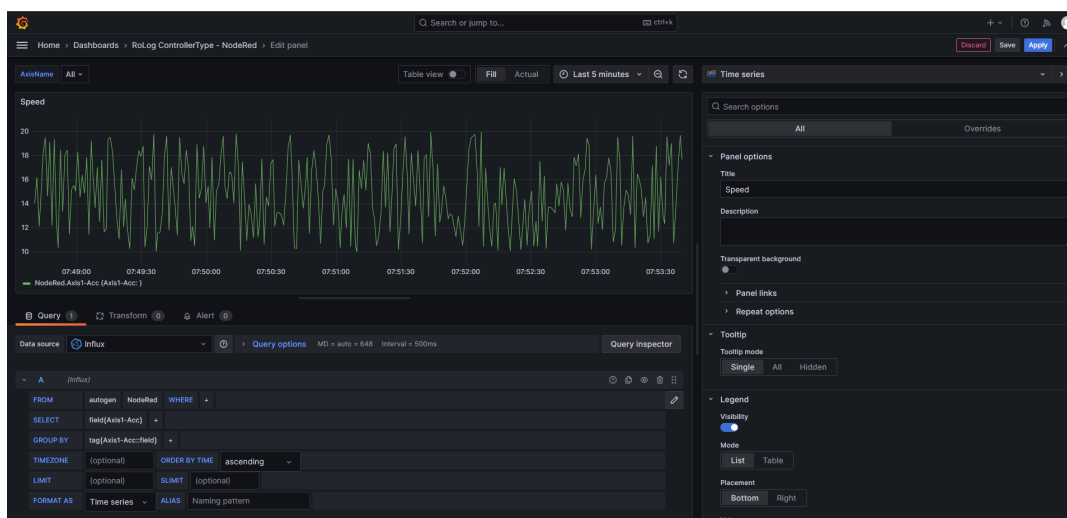 Search or jump to...
ctrl+k
Home › Dashboards › RoLog ControllerType - NodeRed › Edit panel
Discard Save Apply
AxisName All
Table view Fill Actual Last 5 minutes
Time series
Speed
20
18
16
14
12
10
07:49:00 07:49:30 07:50:00 07:50:30 07:51:00 07:51:30 07:52:00 07:52:30 07:53:00 07:53:30
NodeRed.Axis1-Acc {Axis1-Acc: }
Query 1 Transform 0 Alert 0
Data source Influx Query options MD = auto = 648 Interval = 500ms Query inspector
A (Influx)
FROM autogen NodeRed WHERE +
SELECT field(Axis1-Acc) +
GROUP BY tag(Axis1-Acc::field) +
TIMEZONE (optional) ORDER BY TIME ascending
LIMIT (optional) SLIMIT (optional)
FORMAT AS Time series ALIAS Naming pattern
Search options
All Overrides
Panel options
Title
Speed
Description
Transparent background
Panel links
Repeat options
Tooltip
Tooltip mode
Single All Hidden
Legend
Visibility
Mode
List Table
Placement
Bottom Right